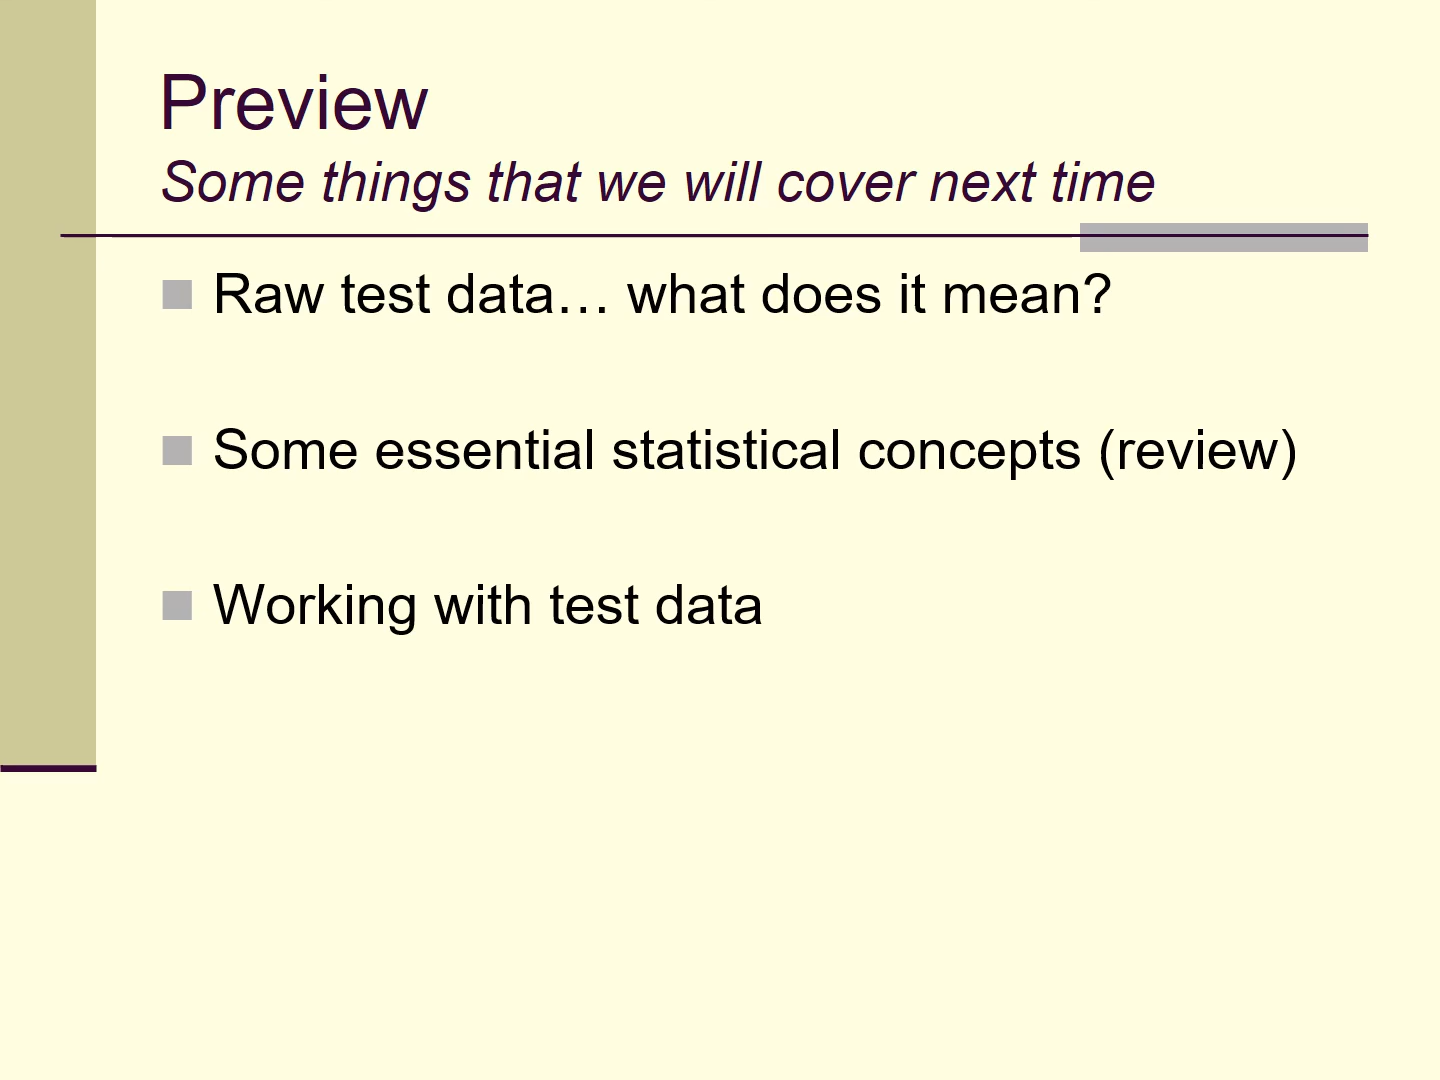 Preview
Some things that we will cover next time
Raw test data… what does it mean?
Some essential statistical concepts (review)
Working with test data